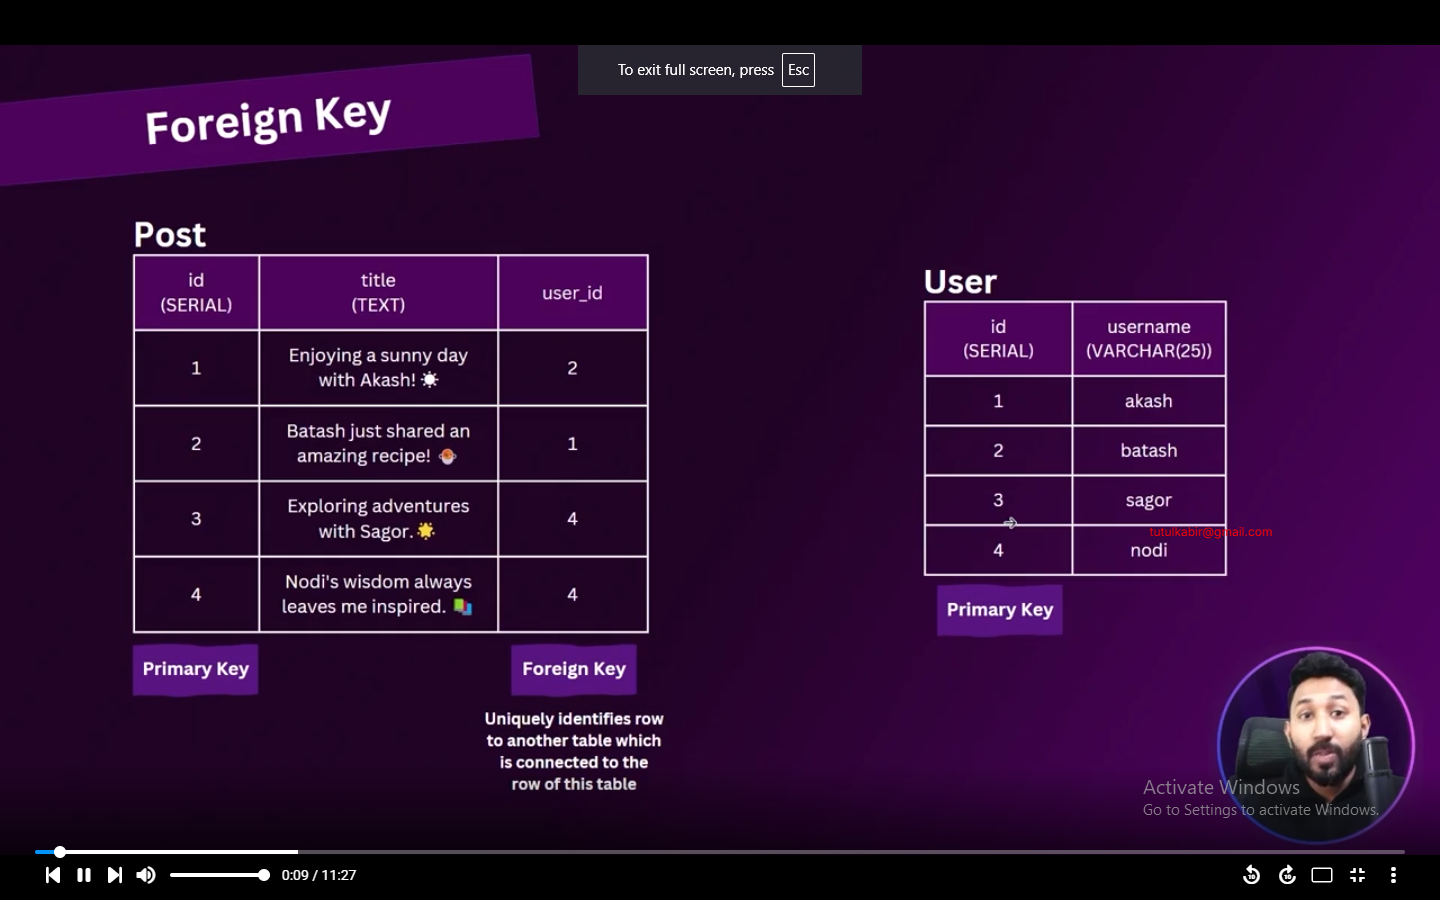 To exit full screen, press Esc
Foreign Key
Post
id
(SERIAL)
title
(TEXT)
user_id
1
Enjoying a sunny day
with Akash! ☀️
2
2
Batash just shared an
amazing recipe!
1
3
Exploring adventures
with Sagor. 🌟
4
4
Nodi's wisdom always
leaves me inspired. 📚
4
Primary Key
Foreign Key
Uniquely identifies row
to another table which
is connected to the
row of this table
User
id
(SERIAL)
username
(VARCHAR(25))
1
akash
2
batash
3
sagor
tutulkabir@gmail.com
4
nodi
Primary Key
Activate Windows
Go to Settings to activate Windows.
0:09 / 11:27
10
10